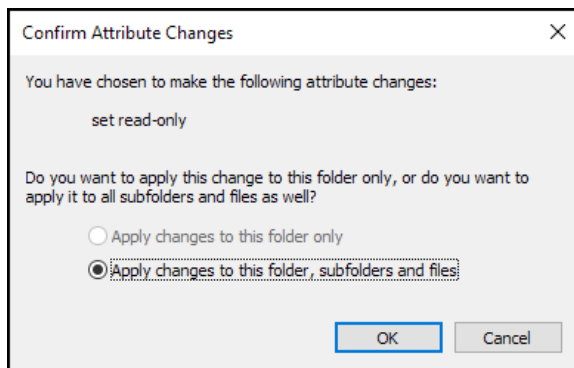 Confirm Attribute Changes
You have chosen to make the following attribute changes:
set read-only
Do you want to apply this change to this folder only, or do you want to
apply it to all subfolders and files as well?
Apply changes to this folder only
Apply changes to this folder, subfolders and files
OK Cancel